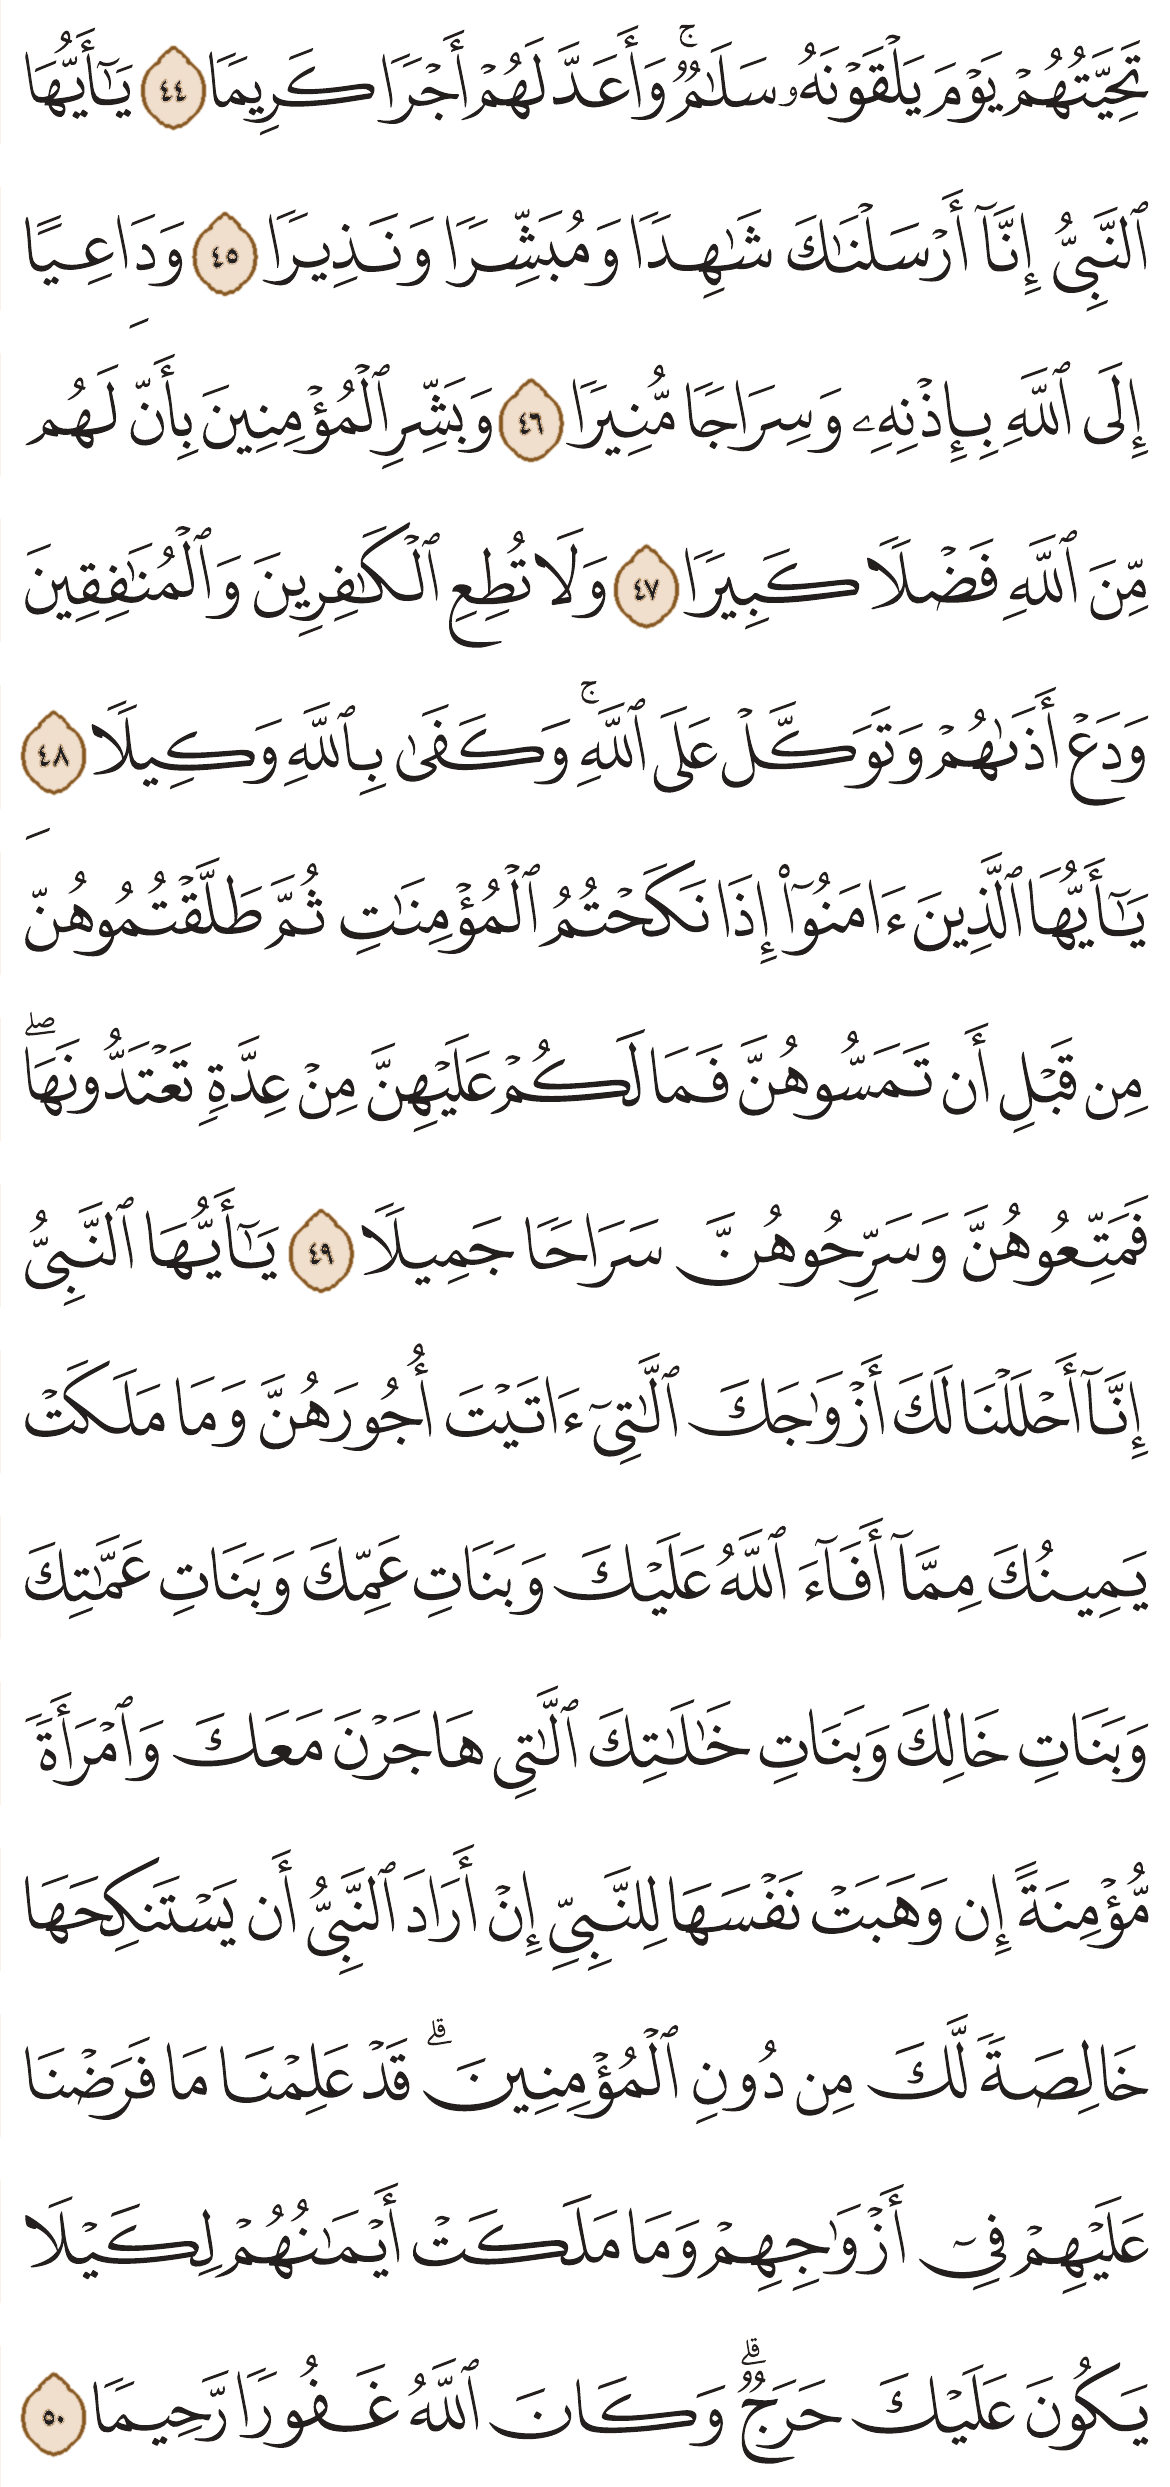 تَحِيَّتُهُمْ يَوْمَ يَلْقَوْنَهُۥ سَلَٰمٌۚ وَأَعَدَّ لَهُمْ أَجْرًا كَرِيمًا ٤٤ يَٰٓأَيُّهَا
ٱلنَّبِىُّ إِنَّآ أَرْسَلْنَٰكَ شَٰهِدًا وَمُبَشِّرًا وَنَذِيرًا ٤٥ وَدَاعِيًا
إِلَى ٱللَّهِ بِإِذْنِهِۦ وَسِرَاجًا مُّنِيرًا ٤٦ وَبَشِّرِ ٱلْمُؤْمِنِينَ بِأَنَّ لَهُم
مِّنَ ٱللَّهِ فَضْلًا كَبِيرًا ٤٧ وَلَا تُطِعِ ٱلْكَٰفِرِينَ وَٱلْمُنَٰفِقِينَ
وَدَعْ أَذَىٰهُمْ وَتَوَكَّلْ عَلَى ٱللَّهِۚ وَكَفَىٰ بِٱللَّهِ وَكِيلًا ٤٨
يَٰٓأَيُّهَا ٱلَّذِينَ ءَامَنُوٓا۟ إِذَا نَكَحْتُمُ ٱلْمُؤْمِنَٰتِ ثُمَّ طَلَّقْتُمُوهُنَّ
مِن قَبْلِ أَن تَمَسُّوهُنَّ فَمَا لَكُمْ عَلَيْهِنَّ مِنْ عِدَّةٍ تَعْتَدُّونَهَاۖ
فَمَتِّعُوهُنَّ وَسَرِّحُوهُنَّ سَرَاحًا جَمِيلًا ٤٩ يَٰٓأَيُّهَا ٱلنَّبِىُّ
إِنَّآ أَحْلَلْنَا لَكَ أَزْوَٰجَكَ ٱلَّٰتِىٓ ءَاتَيْتَ أُجُورَهُنَّ وَمَا مَلَكَتْ
يَمِينُكَ مِمَّآ أَفَآءَ ٱللَّهُ عَلَيْكَ وَبَنَاتِ عَمِّكَ وَبَنَاتِ عَمَّٰتِكَ
وَبَنَاتِ خَالِكَ وَبَنَاتِ خَٰلَٰتِكَ ٱلَّٰتِى هَاجَرْنَ مَعَكَ وَٱمْرَأَةً
مُّؤْمِنَةً إِن وَهَبَتْ نَفْسَهَا لِلنَّبِىِّ إِنْ أَرَادَ ٱلنَّبِىُّ أَن يَسْتَنكِحَهَا
خَالِصَةً لَّكَ مِن دُونِ ٱلْمُؤْمِنِينَۗ قَدْ عَلِمْنَا مَا فَرَضْنَا
عَلَيْهِمْ فِىٓ أَزْوَٰجِهِمْ وَمَا مَلَكَتْ أَيْمَٰنُهُمْ لِكَيْلَا
يَكُونَ عَلَيْكَ حَرَجٌۗ وَكَانَ ٱللَّهُ غَفُورًا رَّحِيمًا ٥٠